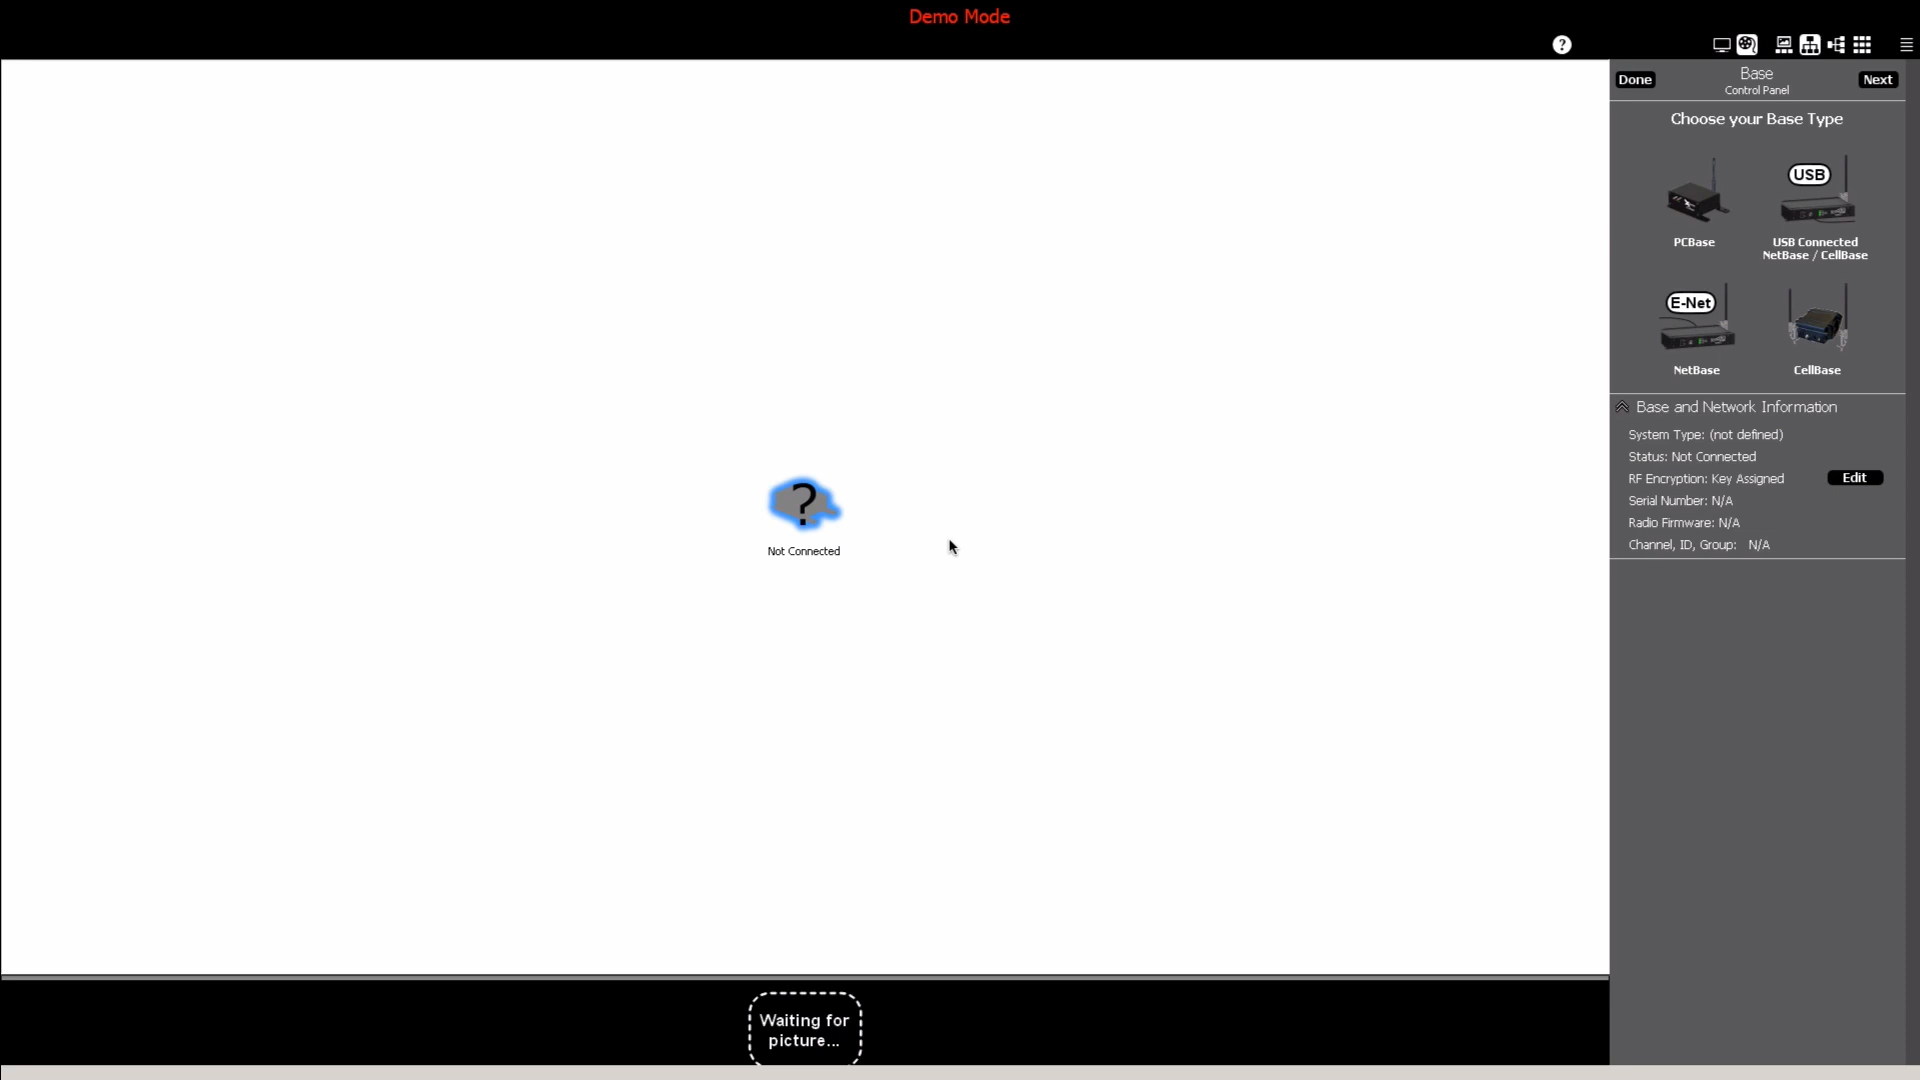 Demo Mode
?
Done
Base
Control Panel
Next
Choose your Base Type
USB
PCBase
USB Connected
NetBase / CellBase
E-Net
NetBase
CellBase
Base and Network Information
System Type: (not defined)
Status: Not Connected
RF Encryption: Key Assigned
Edit
Serial Number: N/A
Radio Firmware: N/A
Channel, ID, Group: N/A
?
Not Connected
Waiting for
picture...